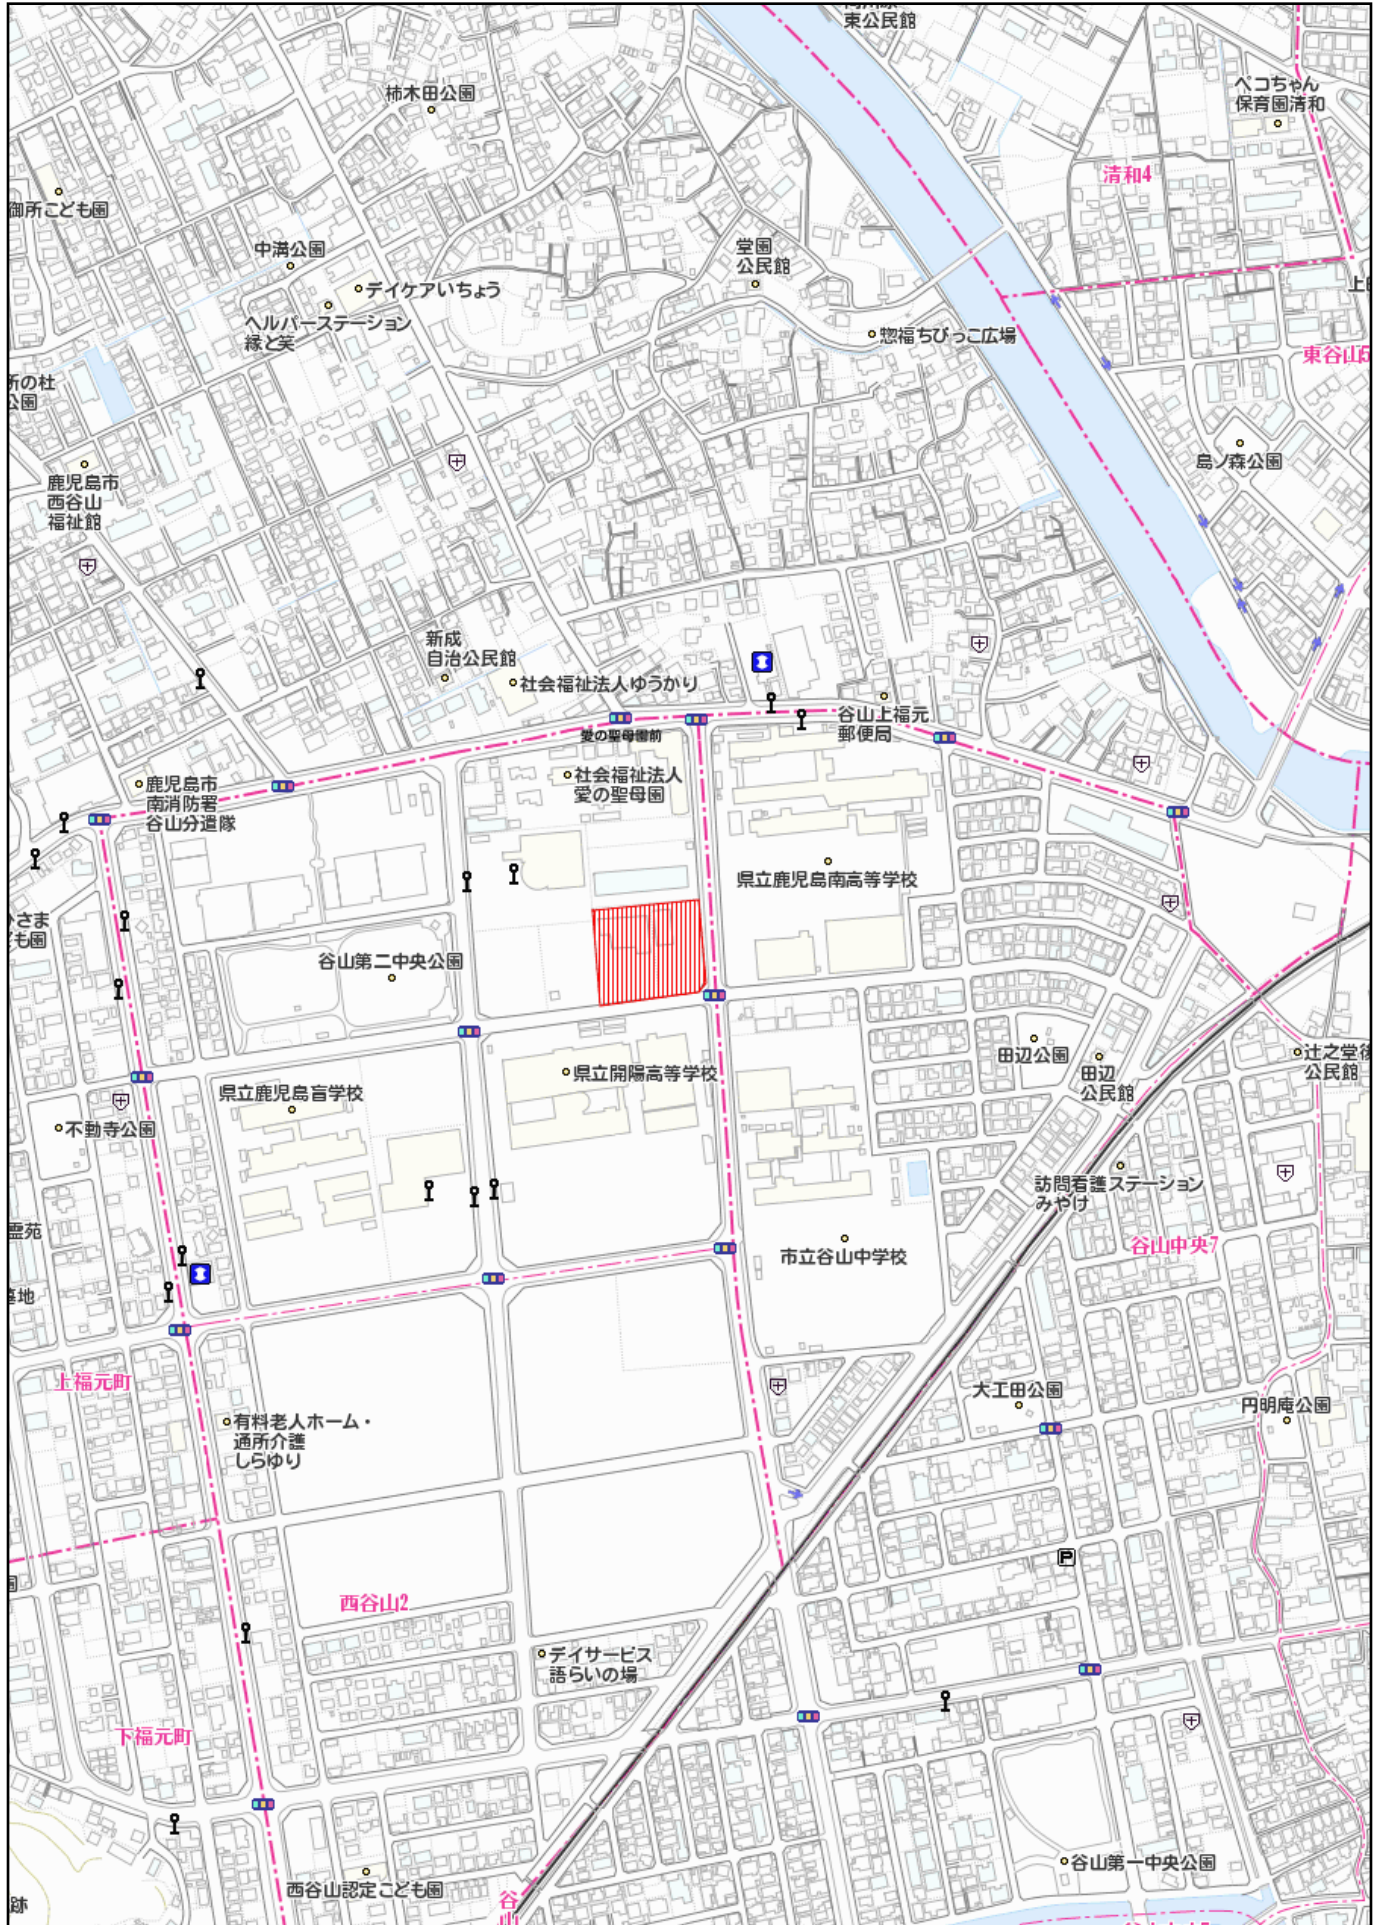 東公民館
ペコちゃん
保育園清和
柿木田公園
清和4
御所こども園
中溝公園
堂園
公民館
デイケアいちょう
ヘルパーステーション
縁と笑
惣福ちびっこ広場
東谷山5
所の杜
公園
島ノ森公園
鹿児島市
西谷山
福祉館
新成
自治公民館
社会福祉法人ゆうかり
谷山上福元
郵便局
愛の聖母園前
社会福祉法人
愛の聖母園
鹿児島市
南消防署
谷山分遣隊
県立鹿児島南高等学校
さま
ども園
谷山第二中央公園
田辺公園
田辺
公民館
辻之堂後
公民館
県立開陽高等学校
県立鹿児島盲学校
不動寺公園
訪問看護ステーション
みやけ
霊苑
谷山中央7
市立谷山中学校
墓地
上福元町
大工田公園
円明庵公園
有料老人ホーム・
通所介護
しらゆり
P
西谷山2
デイサービス
語らいの場
下福元町
谷山第一中央公園
西谷山認定こども園
跡
谷
山